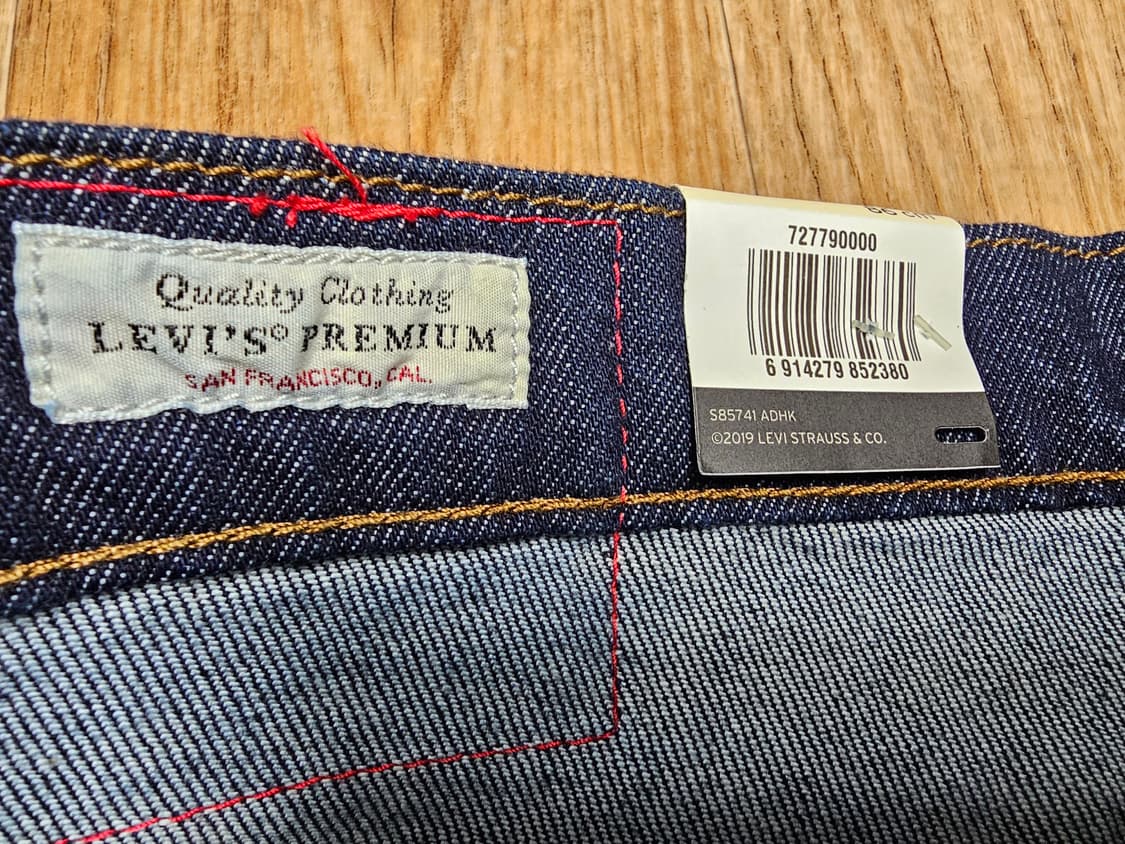 Quality Clothing
LEVI'S® PREMIUM
SAN FRANCISCO, CAL.
727790000
6 914279 852380
S85741 ADHK
©2019 LEVI STRAUSS & CO.